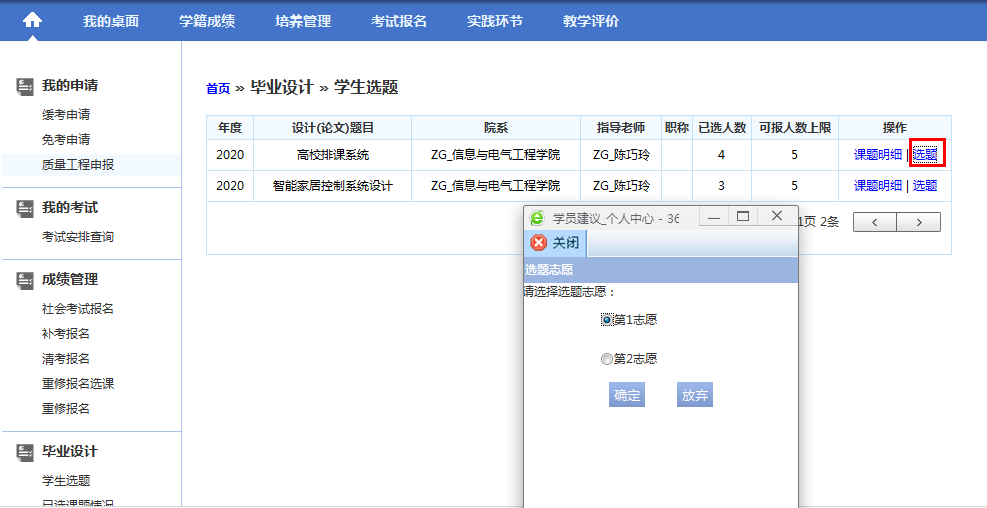 我的桌面 学籍成绩 培养管理 考试报名 实践环节 教学评价
我的申请
缓考申请
免考申请
质量工程申报
我的考试
考试安排查询
成绩管理
社会考试报名
补考报名
清考报名
重修报名选课
重修报名
毕业设计
学生选题
已选课题情况
首页 » 毕业设计 » 学生选题
年度 设计(论文)题目 院系 指导老师 职称 已选人数 可报人数上限 操作
2020 高校排课系统 ZG_信息与电气工程学院 ZG_陈巧玲 4 5 课题明细 | 选题
2020 智能家居控制系统设计 ZG_信息与电气工程学院 ZG_陈巧玲 3 5 课题明细 | 选题
1页 2条 < >
学员建议_个人中心 - 36
关闭
选题志愿
请选择选题志愿：
第1志愿
第2志愿
确定 放弃